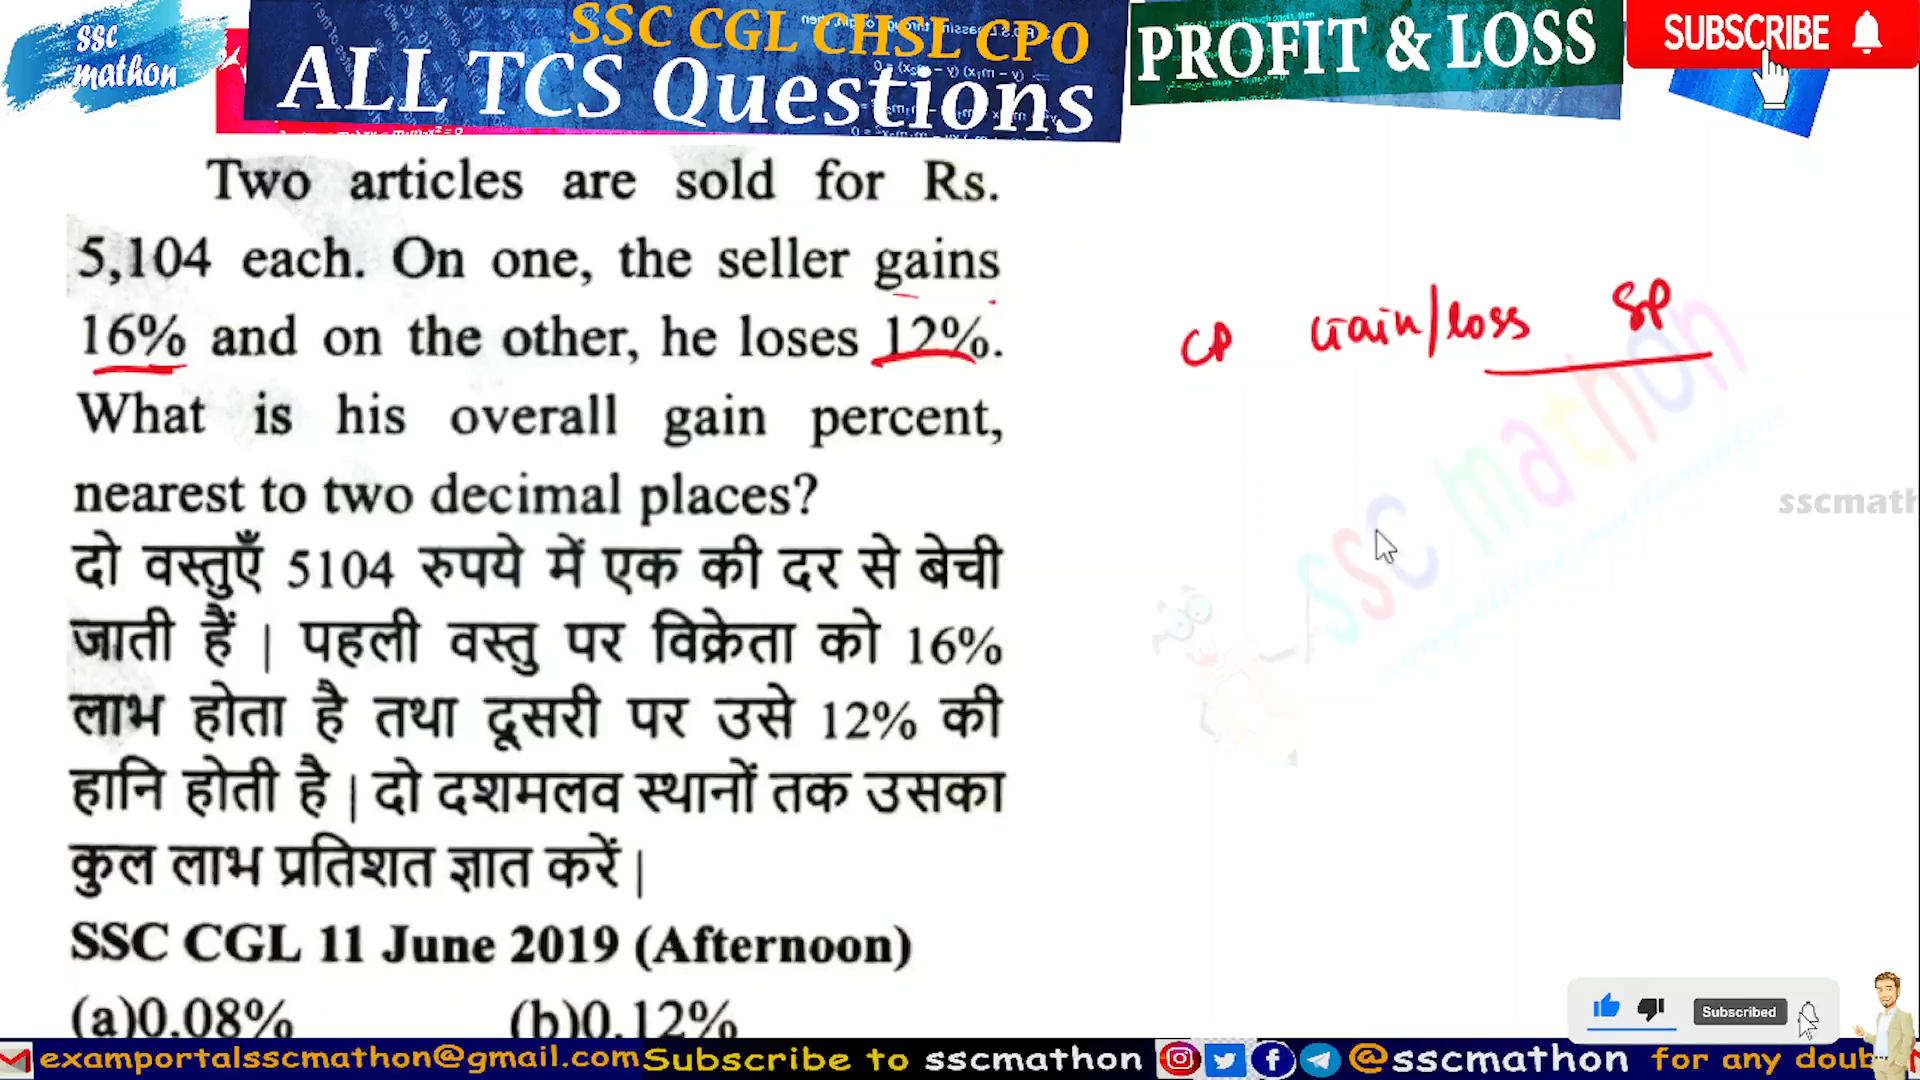 ssc
mathon
SSC CGL CHSL CPO
ALL TCS Questions
PROFIT & LOSS
SUBSCRIBE
Two articles are sold for Rs.
5,104 each. On one, the seller gains
16% and on the other, he loses 12%.
What is his overall gain percent,
nearest to two decimal places?
दो वस्तुएँ 5104 रुपये में एक की दर से बेची
जाती हैं | पहली वस्तु पर विक्रेता को 16%
लाभ होता है तथा दूसरी पर उसे 12% की
हानि होती है | दो दशमलव स्थानों तक उसका
कुल लाभ प्रतिशत ज्ञात करें |
SSC CGL 11 June 2019 (Afternoon)
(a)0.08% (b)0.12%
CP Gain/loss SP
ssc mathon
sscmath
Subscribed
examportalsscmathon@gmail.com Subscribe to sscmathon @sscmathon for any doub